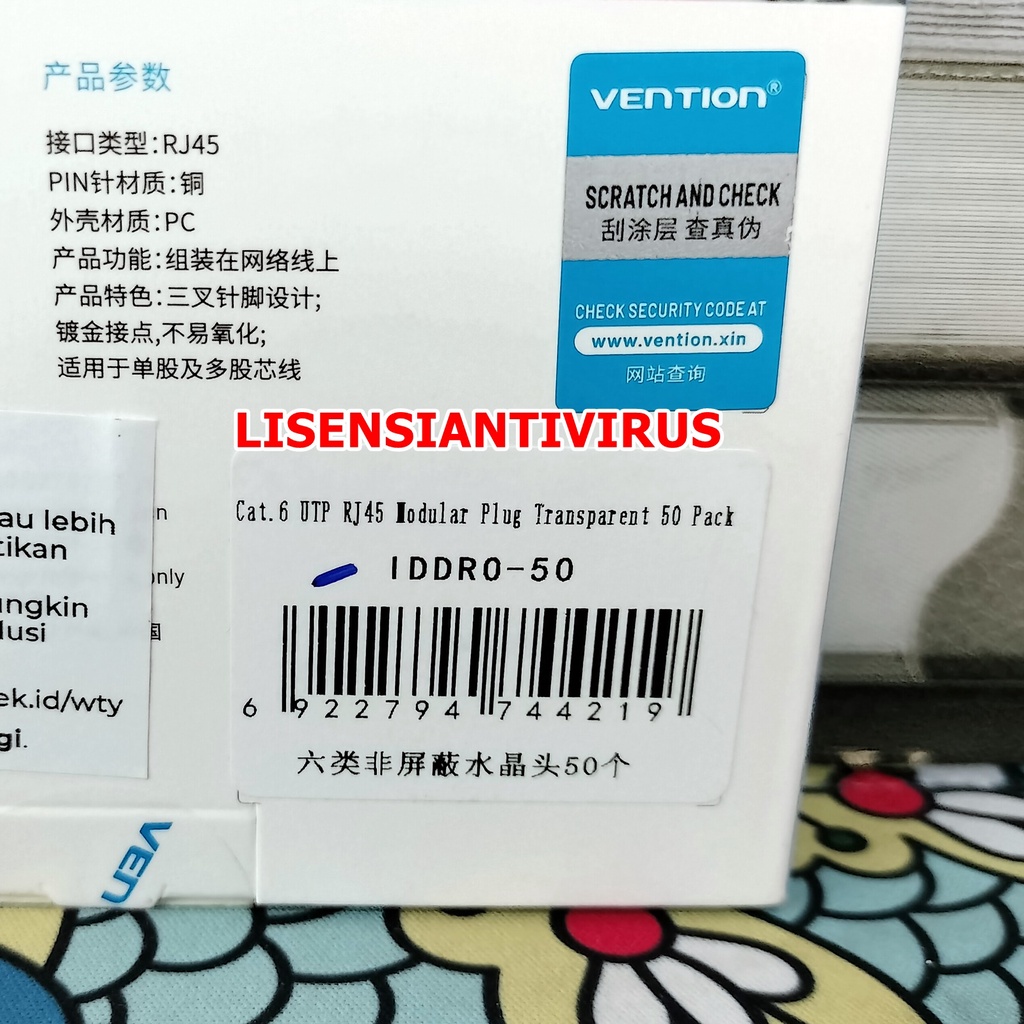 产品参数
接口类型:RJ45
PIN针材质:铜
外壳材质:PC
产品功能:组装在网络线上
产品特色:三叉针脚设计;
镀金接点,不易氧化;
适用于单股及多股芯线
VENTION®
SCRATCH AND CHECK
刮涂层 查真伪
CHECK SECURITY CODE AT
www.vention.xin
网站查询
LISENSIANTIVIRUS
au lebih
tikan
ungkin
lusi
ek.id/wty
gi.
n
only
国
Cat.6 UTP RJ45 Modular Plug Transparent 50 Pack
IDDR0-50
6 922794 744219
六类非屏蔽水晶头50个
VEN